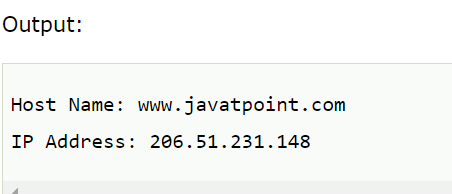 Output:
Host Name: www.javatpoint.com
IP Address: 206.51.231.148